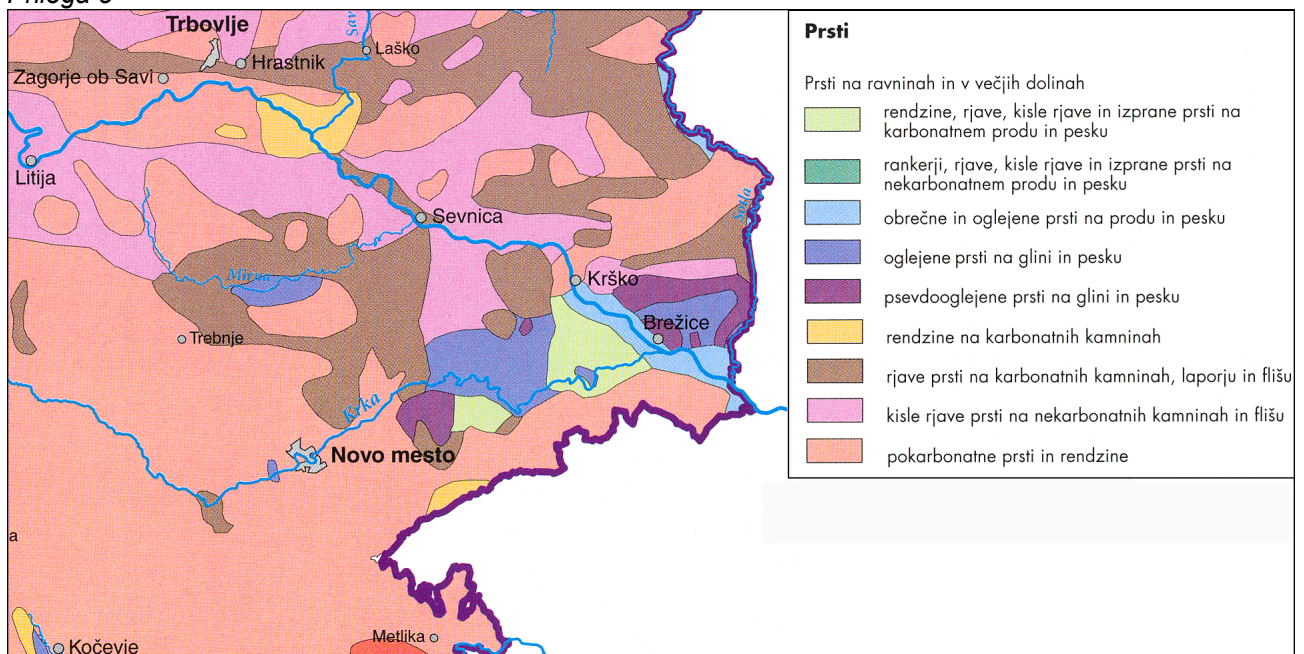 Trbovlje
Sav
Laško
Hrastnik
Zagorje ob Savi
Litija
Sevnica
Sotla
Mirna
Krško
Brežice
Trebnje
Krka
Novo mesto
a
Metlika
Kočevje
Prsti
Prsti na ravninah in v večjih dolinah
rendzine, rjave, kisle rjave in izprane prsti na
karbonatnem produ in pesku
rankerji, rjave, kisle rjave in izprane prsti na
nekarbonatnem produ in pesku
obrečne in oglejene prsti na produ in pesku
oglejene prsti na glini in pesku
psevdooglejene prsti na glini in pesku
rendzine na karbonatnih kamninah
rjave prsti na karbonatnih kamninah, laporju in flišu
kisle rjave prsti na nekarbonatnih kamninah in flišu
pokarbonatne prsti in rendzine